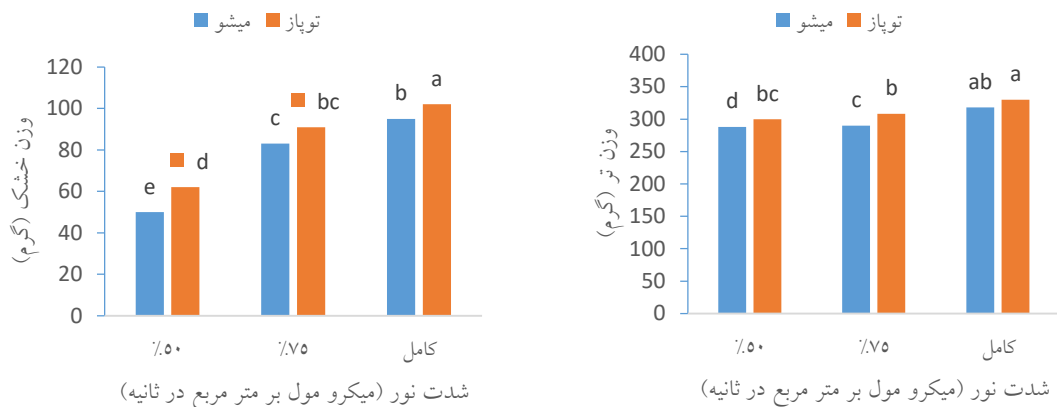 میشو توپاز
وزن خشک (گرم)
120
100
80
60
40
20
0
e d c bc b a
٪۵۰ ٪۷۵ کامل
شدت نور (میکرو مول بر متر مربع در ثانیه)
میشو توپاز
وزن تر (گرم)
400
350
300
250
200
150
100
50
0
d bc c b ab a
٪۵۰ ٪۷۵ کامل
شدت نور (میکرو مول بر متر مربع در ثانیه)